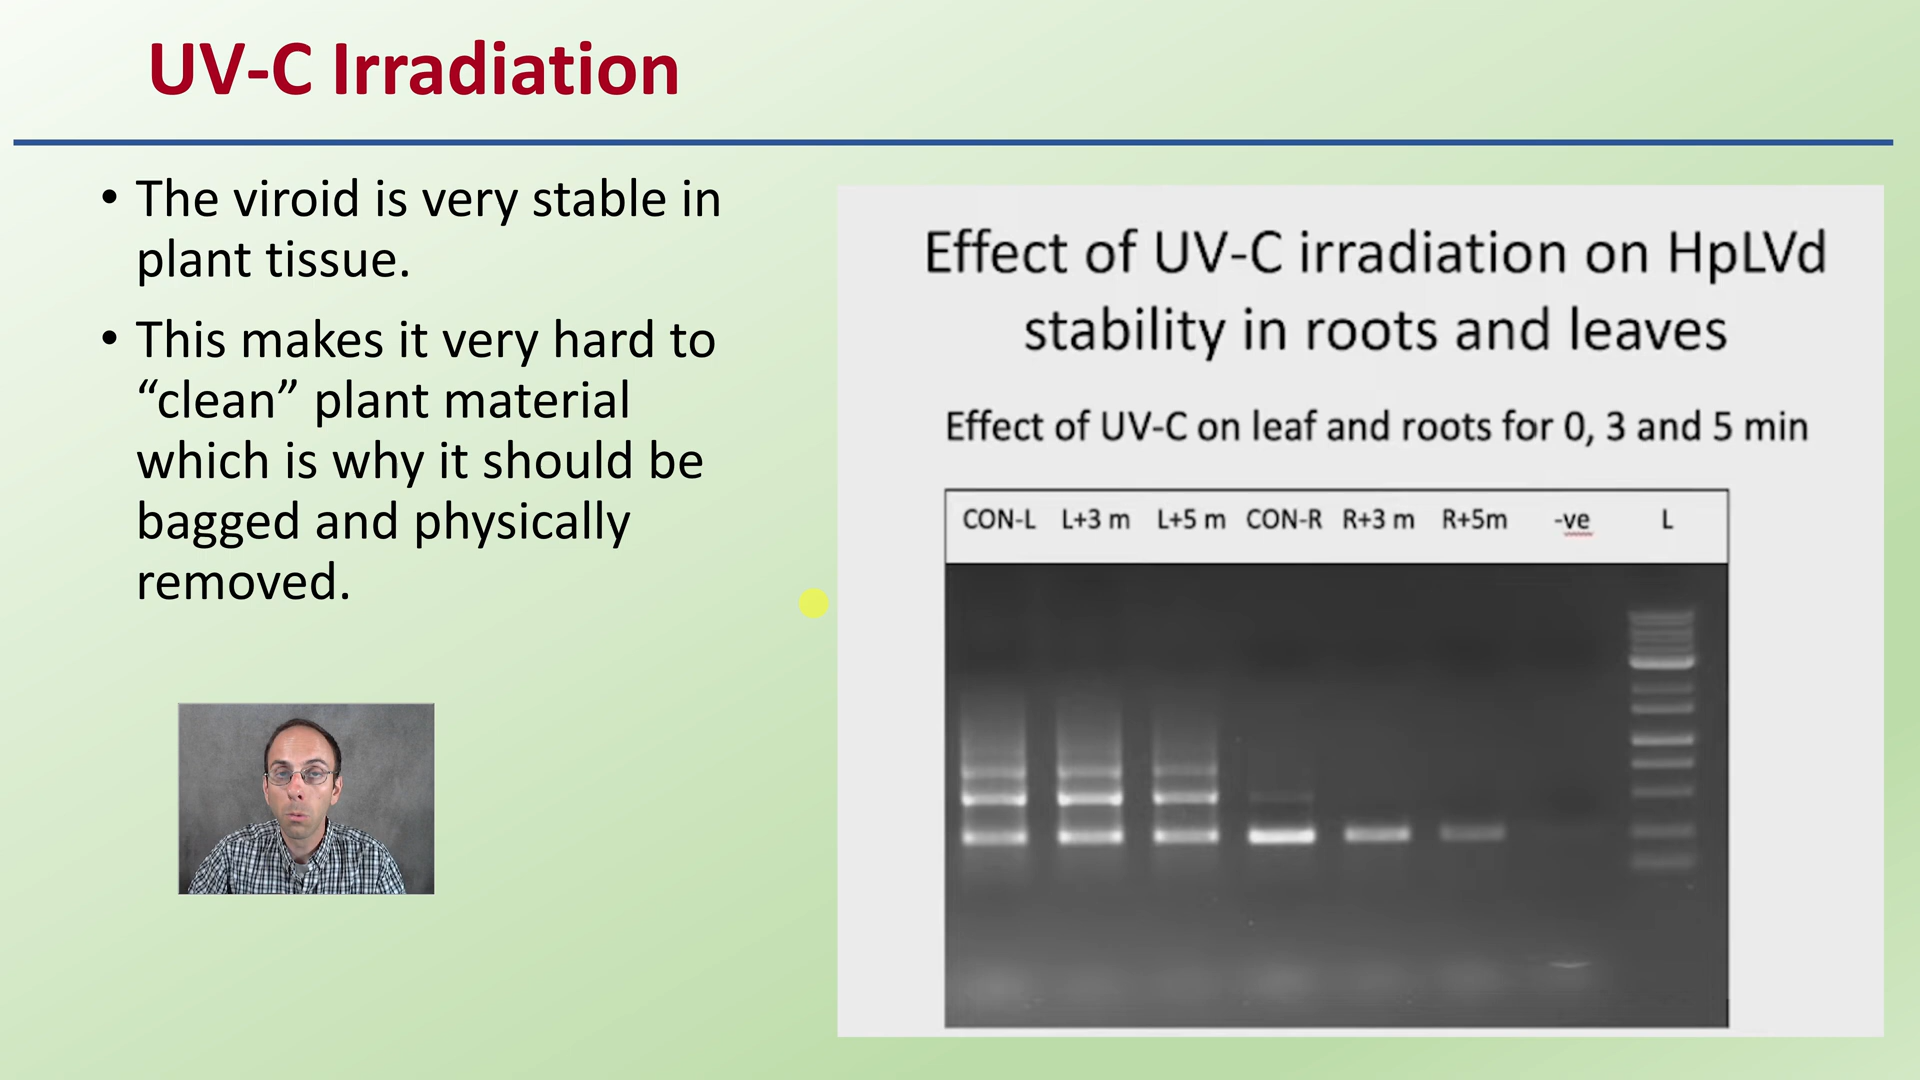 UV-C Irradiation
• The viroid is very stable in
plant tissue.
• This makes it very hard to
“clean” plant material
which is why it should be
bagged and physically
removed.
Effect of UV-C irradiation on HpLVd
stability in roots and leaves
Effect of UV-C on leaf and roots for 0, 3 and 5 min
CON-L L+3 m L+5 m CON-R R+3 m R+5m -ve L